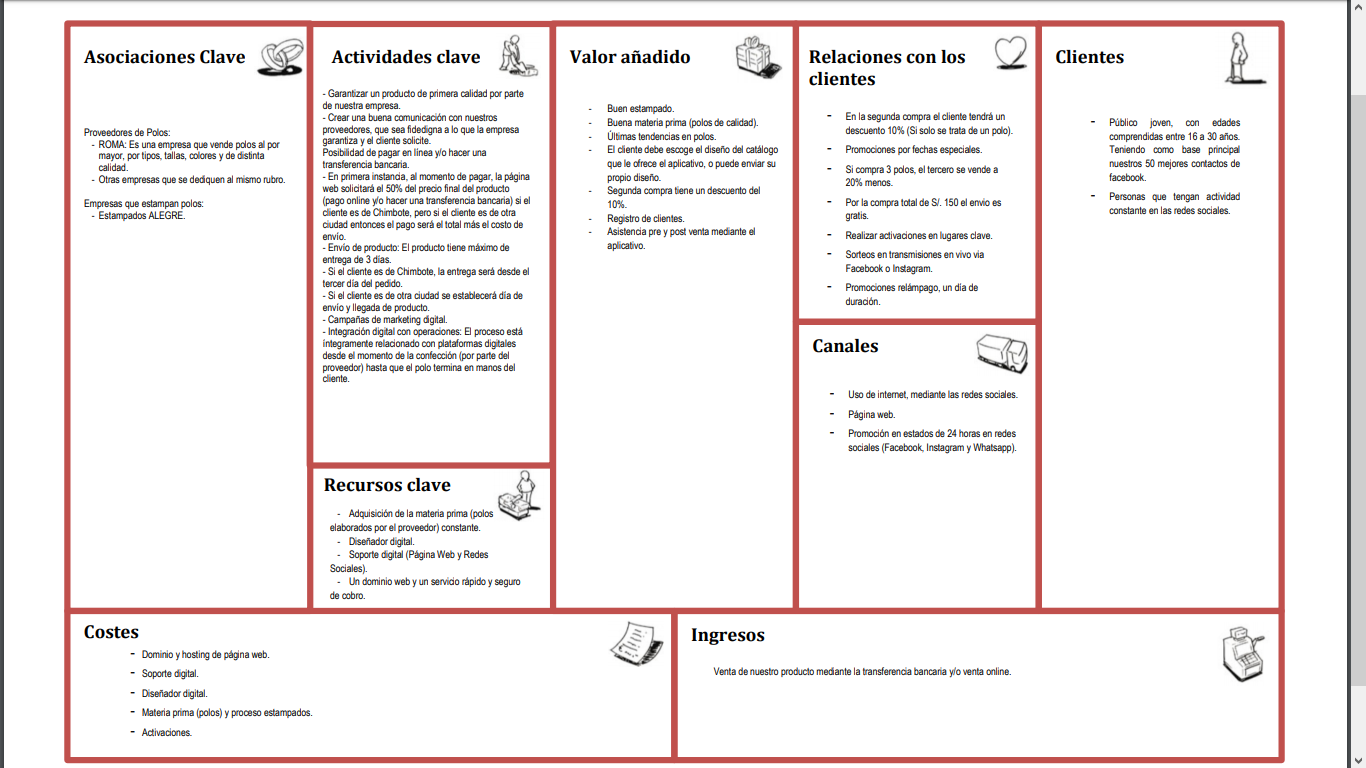 Asociaciones Clave
Proveedores de Polos:
- ROMA: Es una empresa que vende polos al por
mayor, por tipos, tallas, colores y de distinta
calidad.
- Otras empresas que se dediquen al mismo rubro.
Empresas que estampan polos:
- Estampados ALEGRE.
Actividades clave
- Garantizar un producto de primera calidad por parte
de nuestra empresa.
- Crear una buena comunicación con nuestros
proveedores, que sea fidedigna a lo que la empresa
garantiza y el cliente solicite.
Posibilidad de pagar en línea y/o hacer una
transferencia bancaria.
- En primera instancia, al momento de pagar, la página
web solicitará el 50% del precio final del producto
(pago online y/o hacer una transferencia bancaria) si el
cliente es de Chimbote, pero si el cliente es de otra
ciudad entonces el pago será el total más el costo de
envío.
- Envío de producto: El producto tiene máximo de
entrega de 3 días.
- Si el cliente es de Chimbote, la entrega será desde el
tercer día del pedido.
- Si el cliente es de otra ciudad se establecerá día de
envío y llegada de producto.
- Campañas de marketing digital.
- Integración digital con operaciones: El proceso está
íntegramente relacionado con plataformas digitales
desde el momento de la confección (por parte del
proveedor) hasta que el polo termina en manos del
cliente.
Recursos clave
- Adquisición de la materia prima (polos
elaborados por el proveedor) constante.
- Diseñador digital.
- Soporte digital (Página Web y Redes
Sociales).
- Un dominio web y un servicio rápido y seguro
de cobro.
Valor añadido
- Buen estampado.
- Buena materia prima (polos de calidad).
- Últimas tendencias en polos.
- El cliente debe escoge el diseño del catálogo
que le ofrece el aplicativo, o puede enviar su
propio diseño.
- Segunda compra tiene un descuento del
10%.
- Registro de clientes.
- Asistencia pre y post venta mediante el
aplicativo.
Relaciones con los
clientes
- En la segunda compra el cliente tendrá un
descuento 10% (Si solo se trata de un polo).
- Promociones por fechas especiales.
- Si compra 3 polos, el tercero se vende a
20% menos.
- Por la compra total de S/. 150 el envio es
gratis.
- Realizar activaciones en lugares clave.
- Sorteos en transmisiones en vivo via
Facebook o Instagram.
- Promociones relámpago, un día de
duración.
Canales
- Uso de internet, mediante las redes sociales.
- Página web.
- Promoción en estados de 24 horas en redes
sociales (Facebook, Instagram y Whatsapp).
Clientes
- Público joven, con edades
comprendidas entre 16 a 30 años.
Teniendo como base principal
nuestros 50 mejores contactos de
facebook.
- Personas que tengan actividad
constante en las redes sociales.
Costes
- Dominio y hosting de página web.
- Soporte digital.
- Diseñador digital.
- Materia prima (polos) y proceso estampados.
- Activaciones.
Ingresos
Venta de nuestro producto mediante la transferencia bancaria y/o venta online.